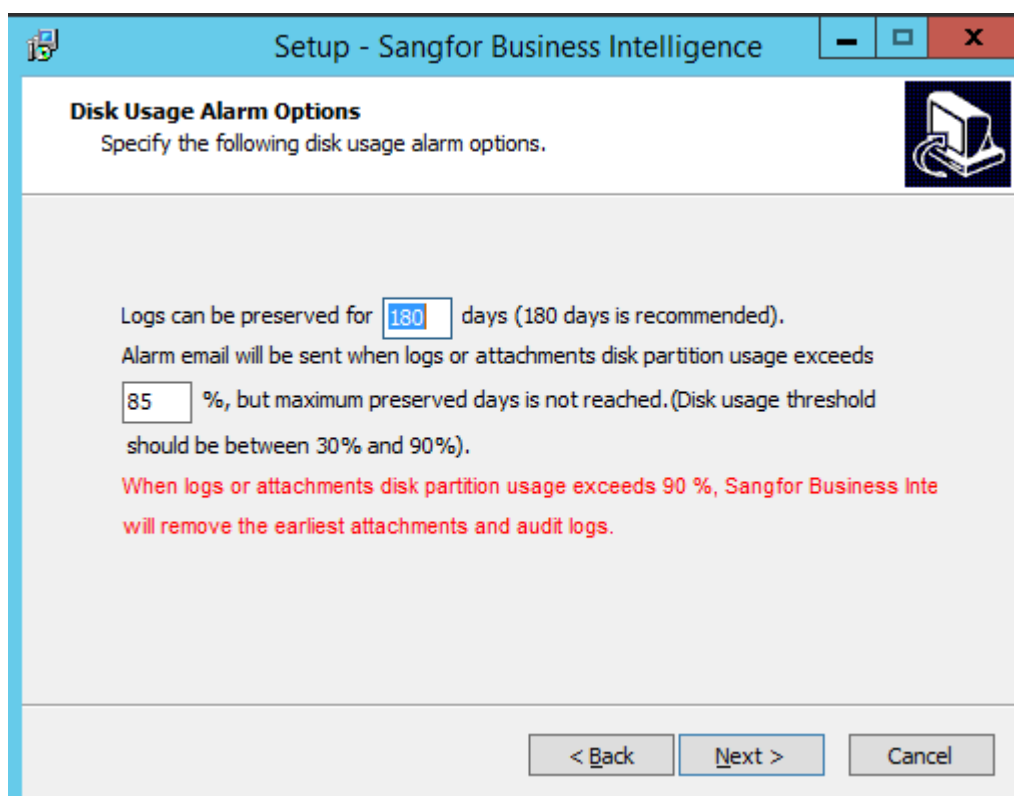 Setup - Sangfor Business Intelligence
Disk Usage Alarm Options
Specify the following disk usage alarm options.
Logs can be preserved for 180 days (180 days is recommended).
Alarm email will be sent when logs or attachments disk partition usage exceeds
85 %, but maximum preserved days is not reached.(Disk usage threshold
should be between 30% and 90%).
When logs or attachments disk partition usage exceeds 90 %, Sangfor Business Inte
will remove the earliest attachments and audit logs.
< Back Next > Cancel